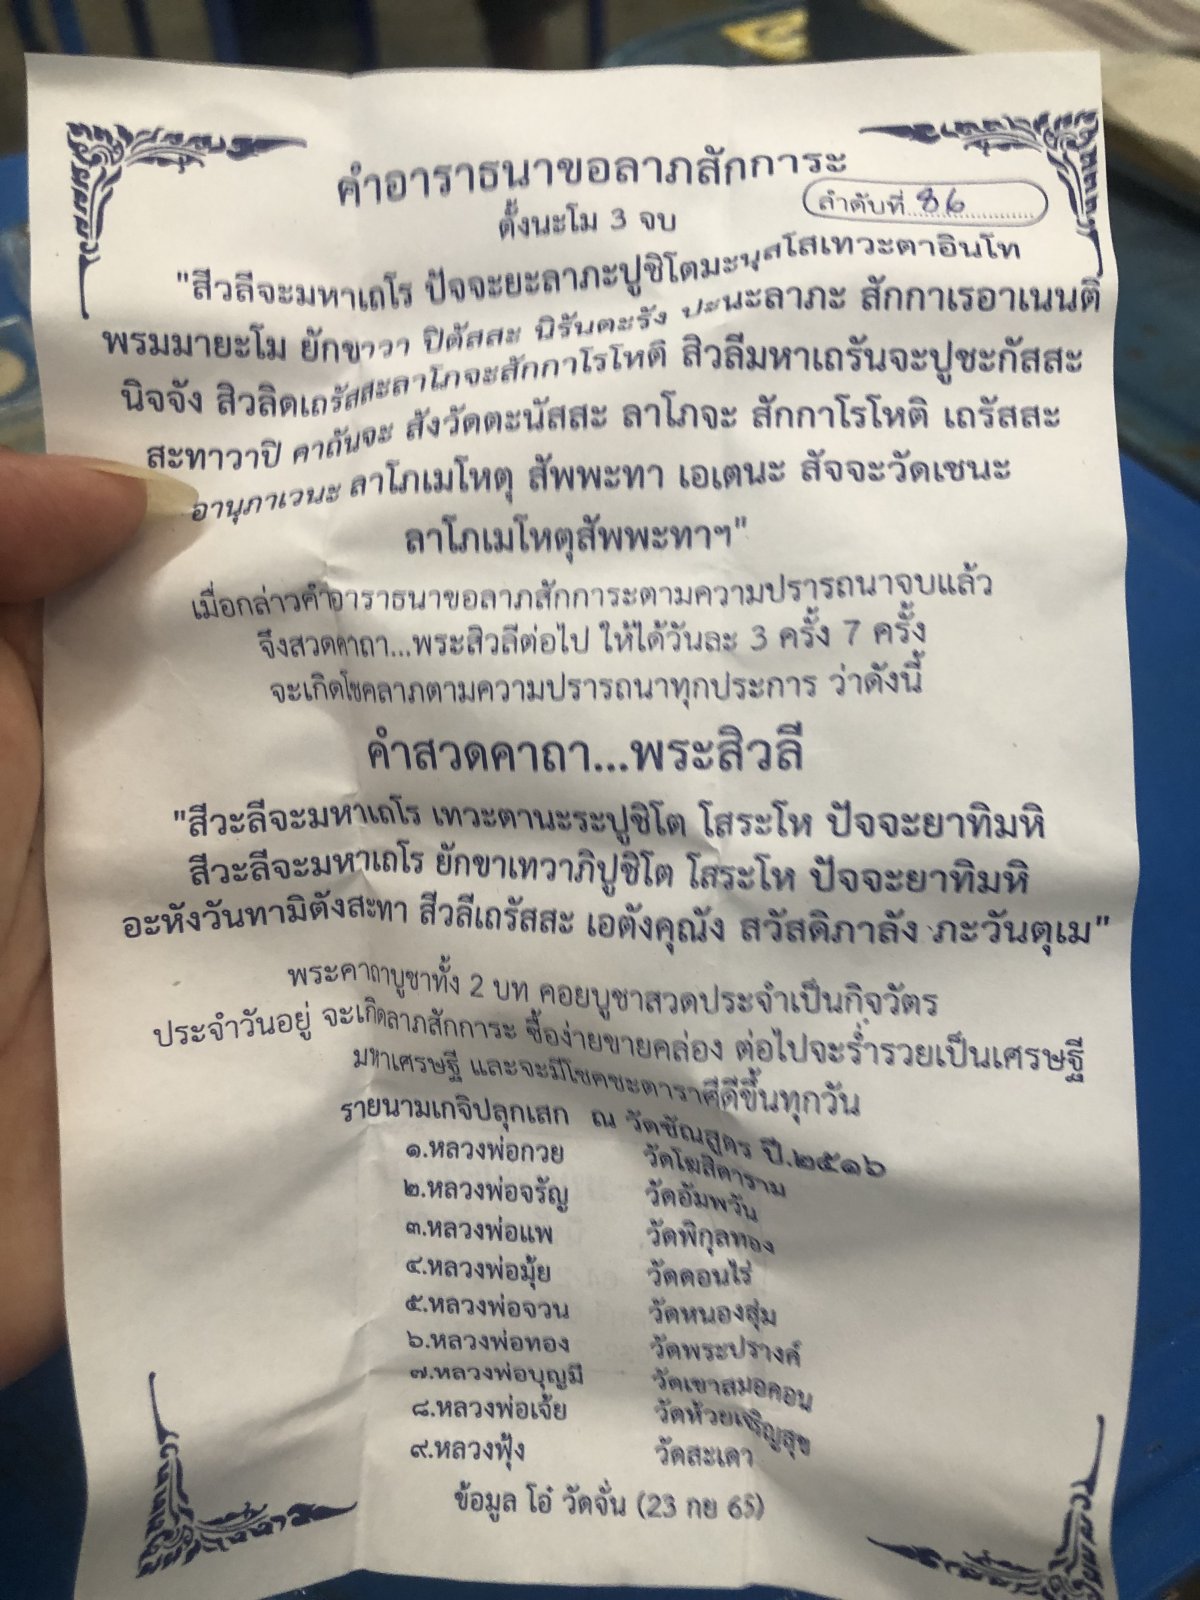 คำอาราธนาขอลาภสักการะ
ลำดับที่ 86
ตั้งนะโม 3 จบ
"สีวลีจะมหาเถโร ปัจจะยะลาภะปูชิโตมะนุสโสเทวะตาอินโท
พรมมายะโม ยักขาวา ปิตัสสะ นิรันตะรัง ปะนะลาภะ สักกาเรอาเนนติ
นิจจัง สิวลิตเถรัสสะลาโภจะสักกาโรโหติ สิวลีมหาเถรันจะปูชะกัสสะ
สะทาวาปิ คาถันจะ สังวัตตะนัสสะ ลาโภจะ สักกาโรโหติ เถรัสสะ
อานุภาเวนะ ลาโภเมโหตุ สัพพะทา เอเตนะ สัจจะวัดเชนะ
ลาโภเมโหตุสัพพะทาฯ"
เมื่อกล่าวคำอาราธนาขอลาภสักการะตามความปรารถนาจบแล้ว
จึงสวดคาถา...พระสิวลีต่อไป ให้ได้วันละ 3 ครั้ง 7 ครั้ง
จะเกิดโชคลาภตามความปรารถนาทุกประการ ว่าดังนี้
คำสวดคาถา...พระสิวลี
"สีวะลีจะมหาเถโร เทวะตานะระปูชิโต โสระโห ปัจจะยาทิมหิ
สีวะลีจะมหาเถโร ยักขาเทวาภิปูชิโต โสระโห ปัจจะยาทิมหิ
อะหังวันทามิตังสะทา สีวลีเถรัสสะ เอตังคุณัง สวัสดิภาลัง ภะวันตุเม"
พระคาถาบูชาทั้ง 2 บท คอยบูชาสวดประจำเป็นกิจวัตร
ประจำวันอยู่ จะเกิดลาภสักการะ ซื้อง่ายขายคล่อง ต่อไปจะร่ำรวยเป็นเศรษฐี
มหาเศรษฐี และจะมีโชคชะตาราศีดีขึ้นทุกวัน
รายนามเกจิปลุกเสก ณ วัดชัณสูตร ปี.๒๕๑๖
๑.หลวงพ่อกวย วัดโฆสิตาราม
๒.หลวงพ่อจรัญ วัดอัมพวัน
๓.หลวงพ่อแพ วัดพิกุลทอง
๔.หลวงพ่อมุ้ย วัดดอนไร่
๕.หลวงพ่อจวน วัดหนองสุ่ม
๖.หลวงพ่อทอง วัดพระปรางค์
๗.หลวงพ่อบุญมี วัดเขาสมอคอน
๘.หลวงพ่อเจ้ย วัดห้วยเจริญสุข
๙.หลวงฟุ้ง วัดสะเดา
ข้อมูล โอ๋ วัดจั่น (23 กย 65)